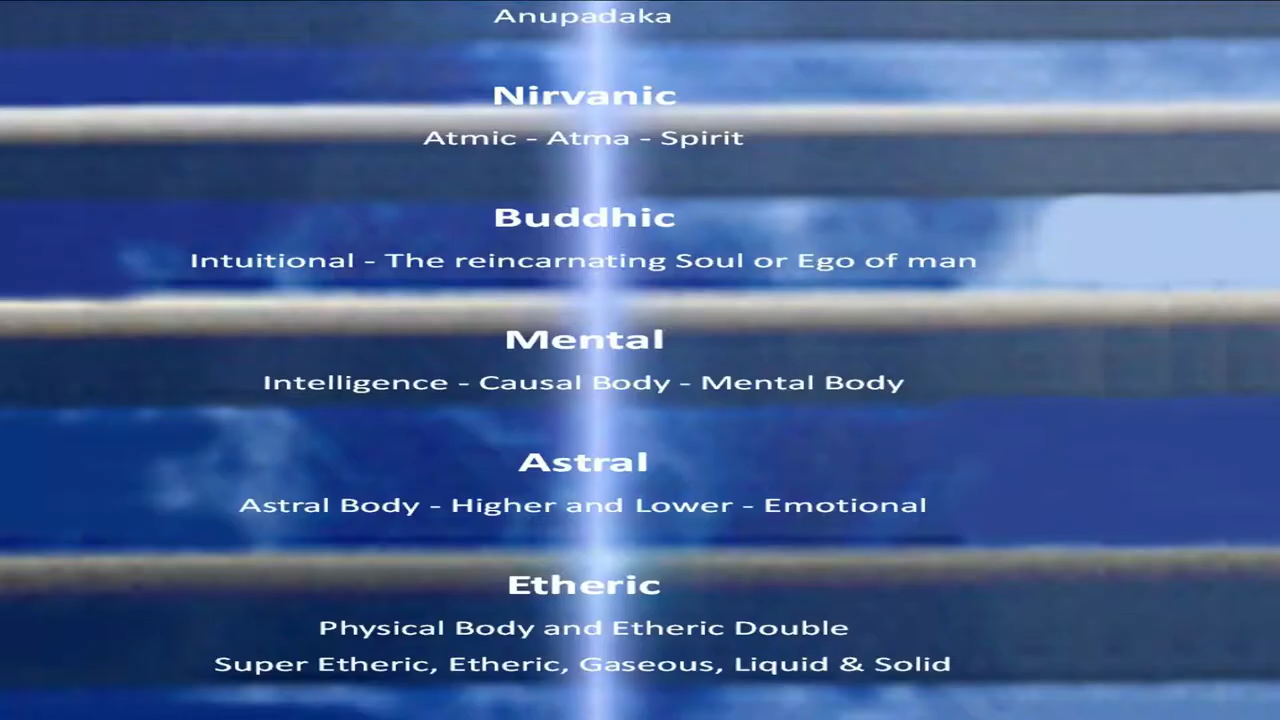 Anupadaka
Nirvanic
Atmic - Atma - Spirit
Buddhic
Intuitional - The reincarnating Soul or Ego of man
Mental
Intelligence - Causal Body - Mental Body
Astral
Astral Body - Higher and Lower - Emotional
Etheric
Physical Body and Etheric Double
Super Etheric, Etheric, Gaseous, Liquid & Solid